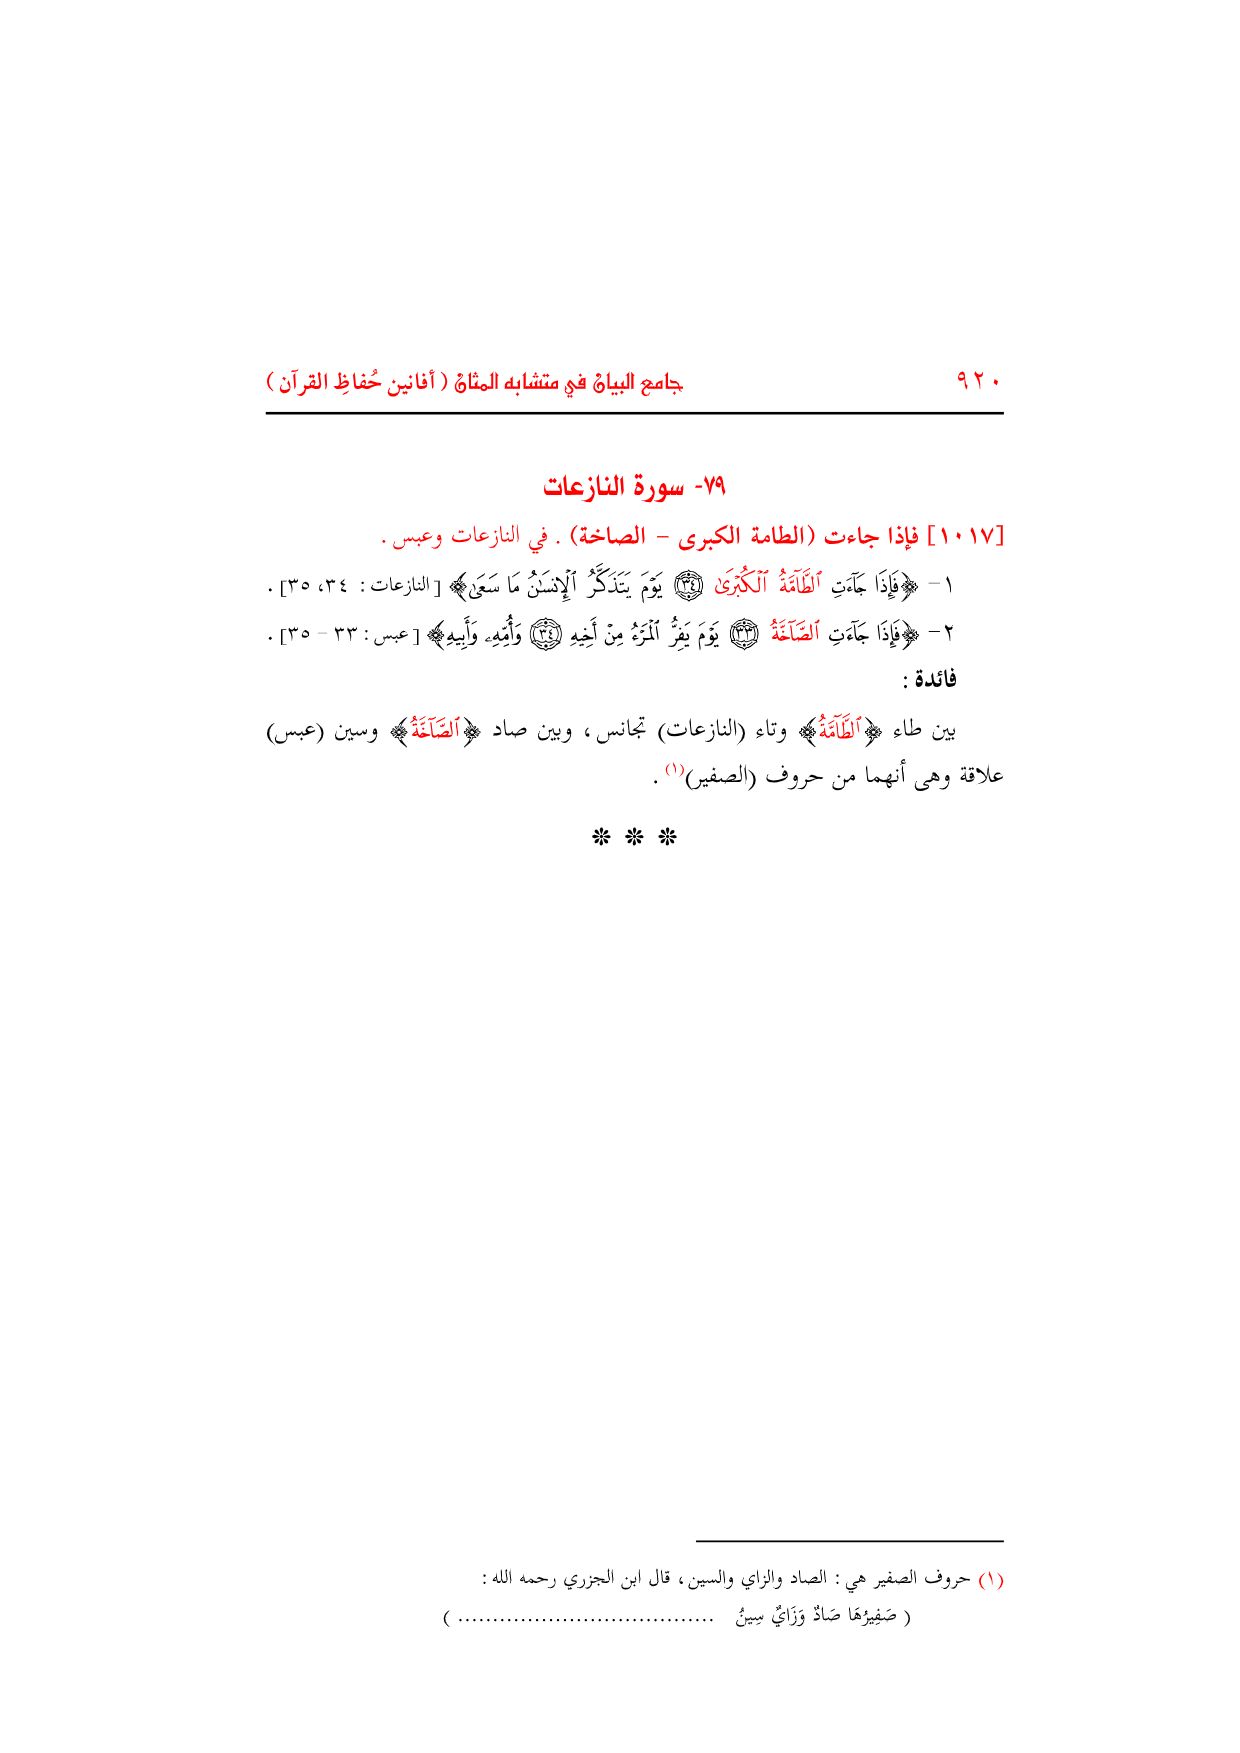 ٩٢٠ جامع البيان في متشابه المثان ( أفانين حُفاظِ القرآن )
٧٩- سورة النازعات
[١٠١٧] فإذا جاءت (الطامة الكبرى – الصاخة) . في النازعات وعبس .
١- ﴿فَإِذَا جَآءَتِ ٱلطَّآمَّةُ ٱلۡكُبۡرَىٰ ٣٤ يَوۡمَ يَتَذَكَّرُ ٱلۡإِنسَٰنُ مَا سَعَىٰ﴾ [النازعات : ٣٤، ٣٥] .
٢- ﴿فَإِذَا جَآءَتِ ٱلصَّآخَّةُ ٣٣ يَوۡمَ يَفِرُّ ٱلۡمَرۡءُ مِنۡ أَخِيهِ ٣٤ وَأُمِّهِۦ وَأَبِيهِ﴾ [عبس : ٣٣ - ٣٥] .
فائدة :
بين طاء ﴿ٱلطَّآمَّةُ﴾ وتاء (النازعات) تجانس، وبين صاد ﴿ٱلصَّآخَّةُ﴾ وسين (عبس)
علاقة وهى أنهما من حروف (الصفير)(١) .
❊ ❊ ❊
(١) حروف الصفير هي : الصاد والزاي والسين، قال ابن الجزري رحمه الله :
( صَفِيرُهَا صَادٌ وَزَايٌ سِينُ ..................................... )